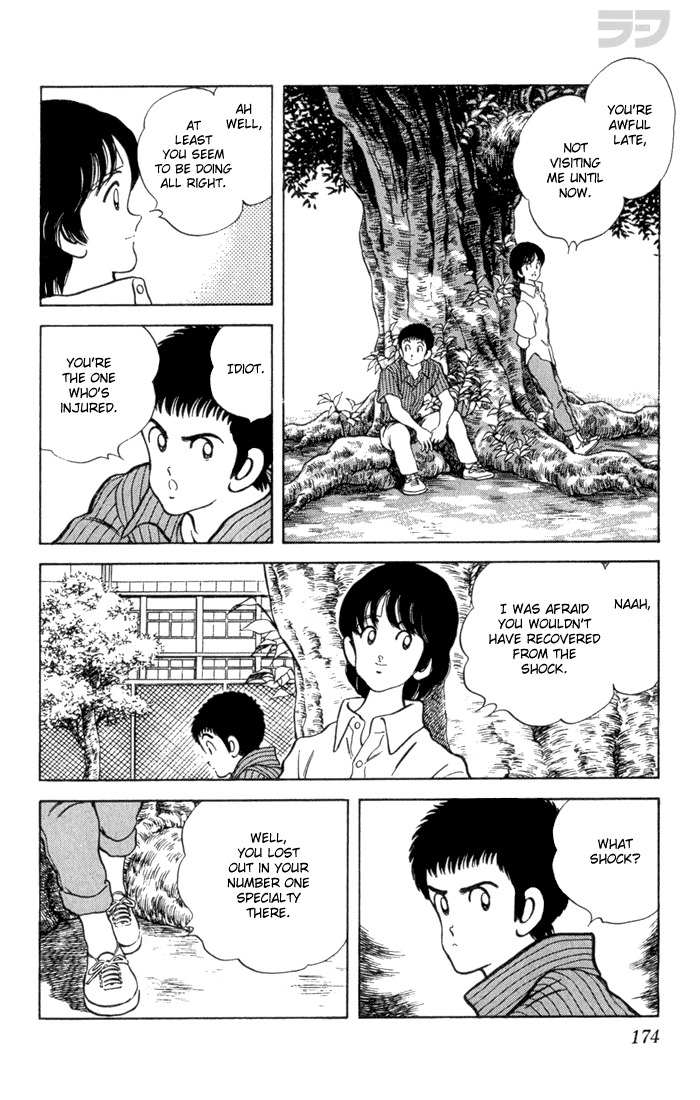 ラフ
YOU'RE
AWFUL
LATE,
NOT
VISITING
ME UNTIL
NOW.
AH
WELL,
AT
LEAST
YOU SEEM
TO BE DOING
ALL RIGHT.
IDIOT.
YOU'RE
THE ONE
WHO'S
INJURED.
NAAH,
I WAS AFRAID
YOU WOULDN'T
HAVE RECOVERED
FROM THE
SHOCK.
WHAT
SHOCK?
WELL,
YOU LOST
OUT IN YOUR
NUMBER ONE
SPECIALTY
THERE.
174